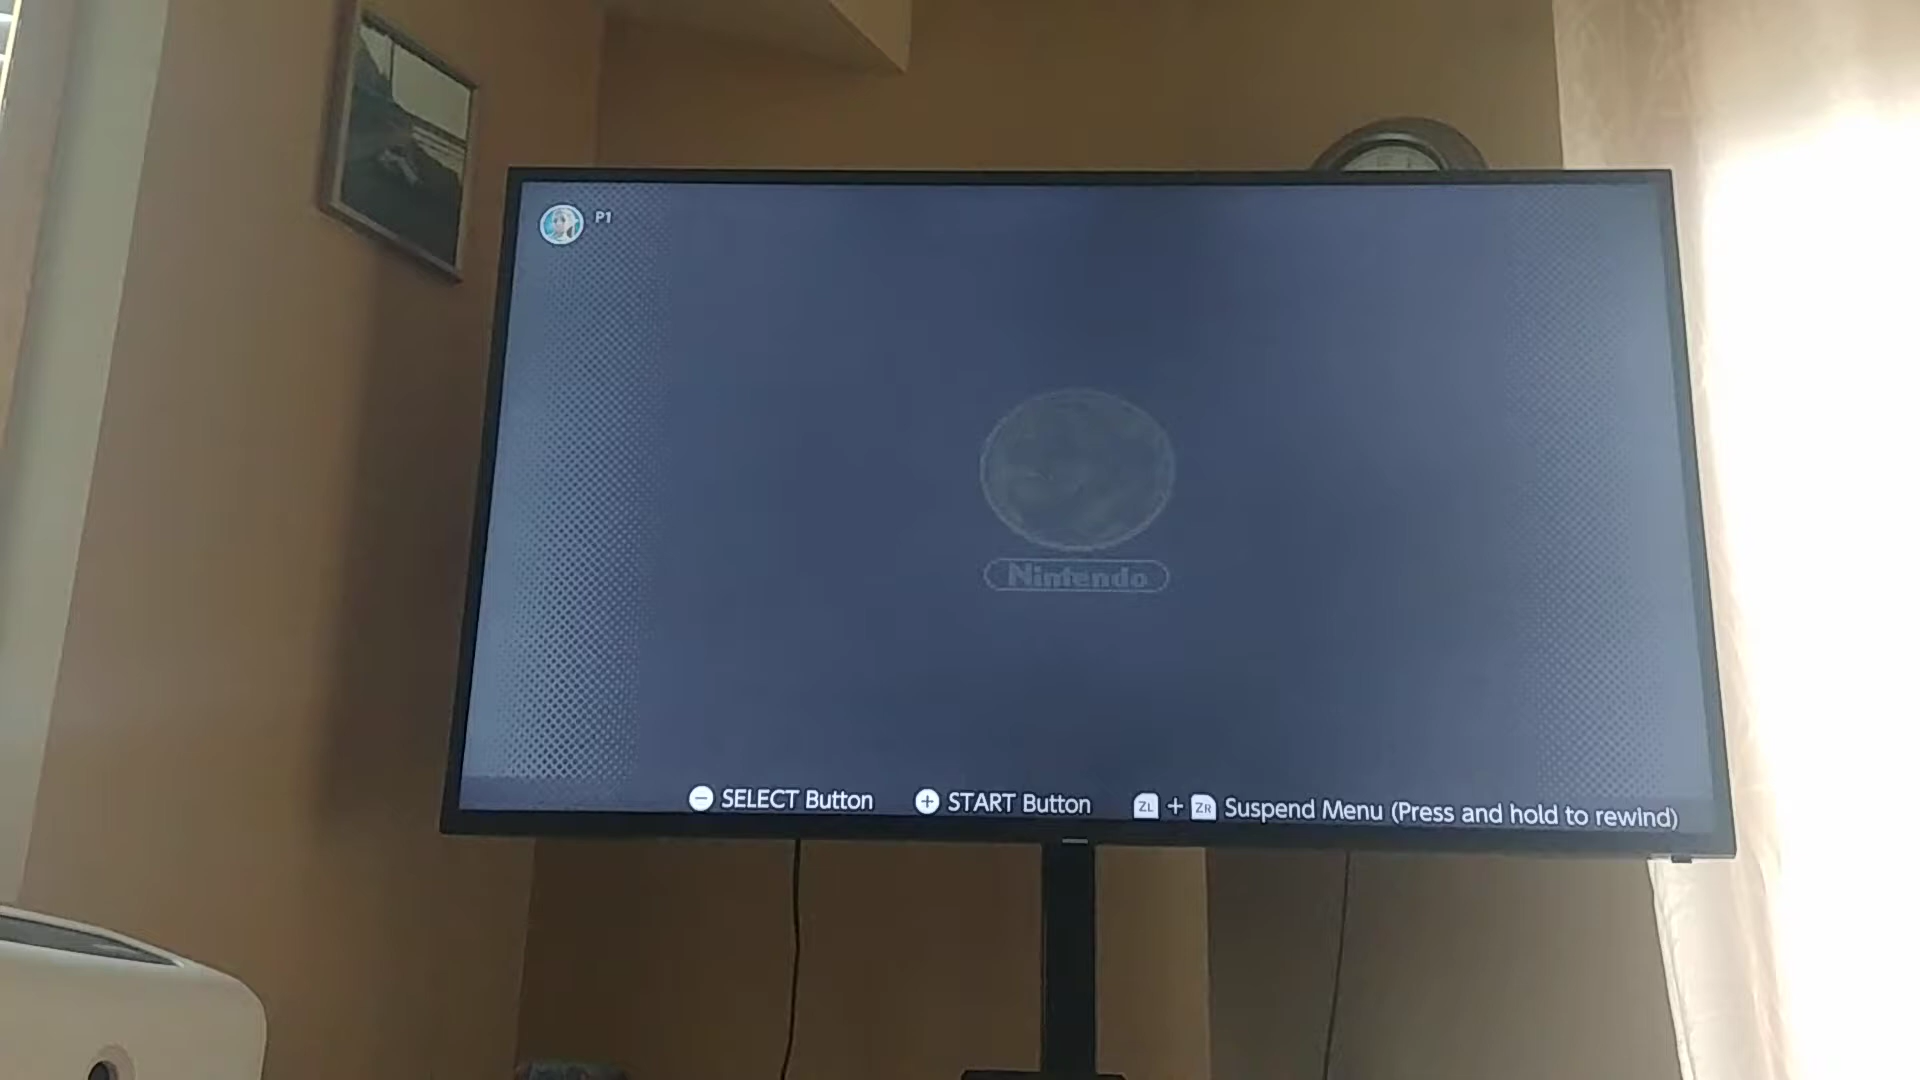 P1
Nintendo
SELECT Button START Button ZL + ZR Suspend Menu (Press and hold to rewind)